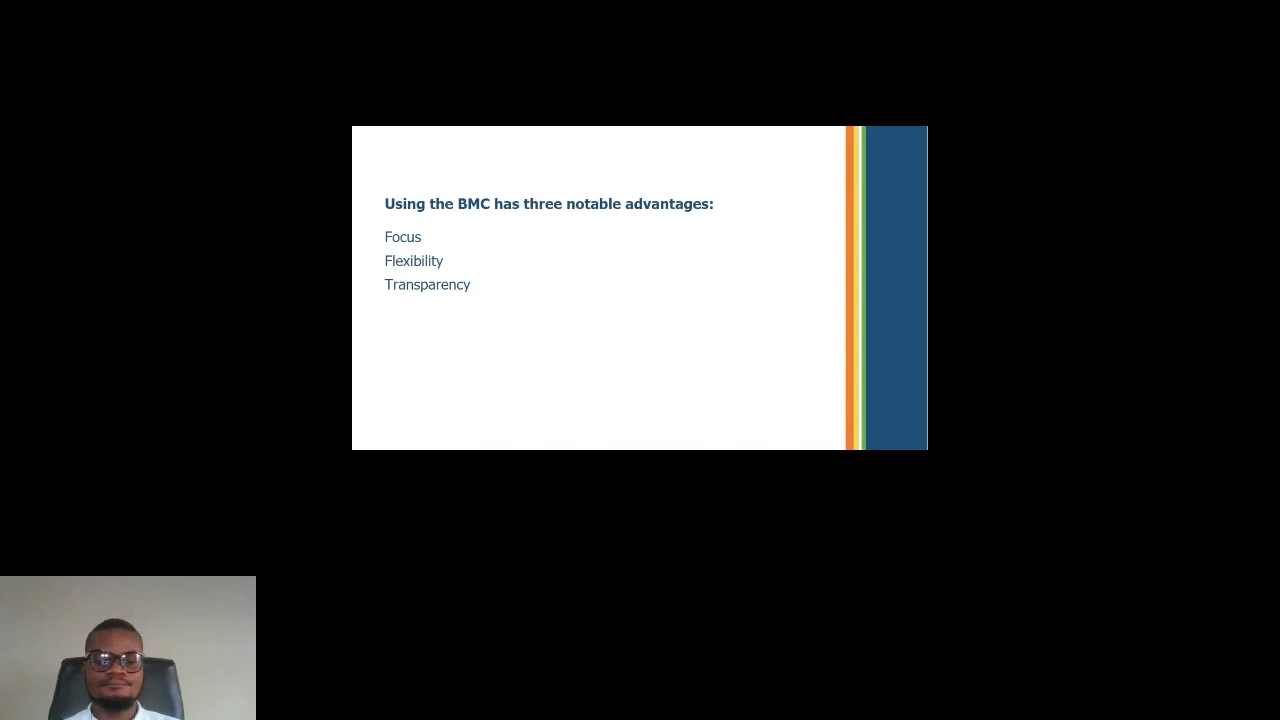 Using the BMC has three notable advantages:
Focus
Flexibility
Transparency